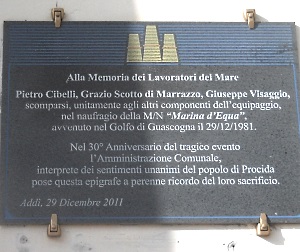 Alla Memoria dei Lavoratori del Mare
Pietro Cibelli, Grazio Scotto di Marrazzo, Giuseppe Visaggio,
scomparsi, unitamente agli altri componenti dell'equipaggio,
nel naufragio della M/N "Marina d'Equa",
avvenuto nel Golfo di Guascogna il 29/12/1981.
Nel 30° Anniversario del tragico evento
l'Amministrazione Comunale,
interprete dei sentimenti unanimi del popolo di Procida
pose questa epigrafe a perenne ricordo del loro sacrificio.
Addì, 29 Dicembre 2011